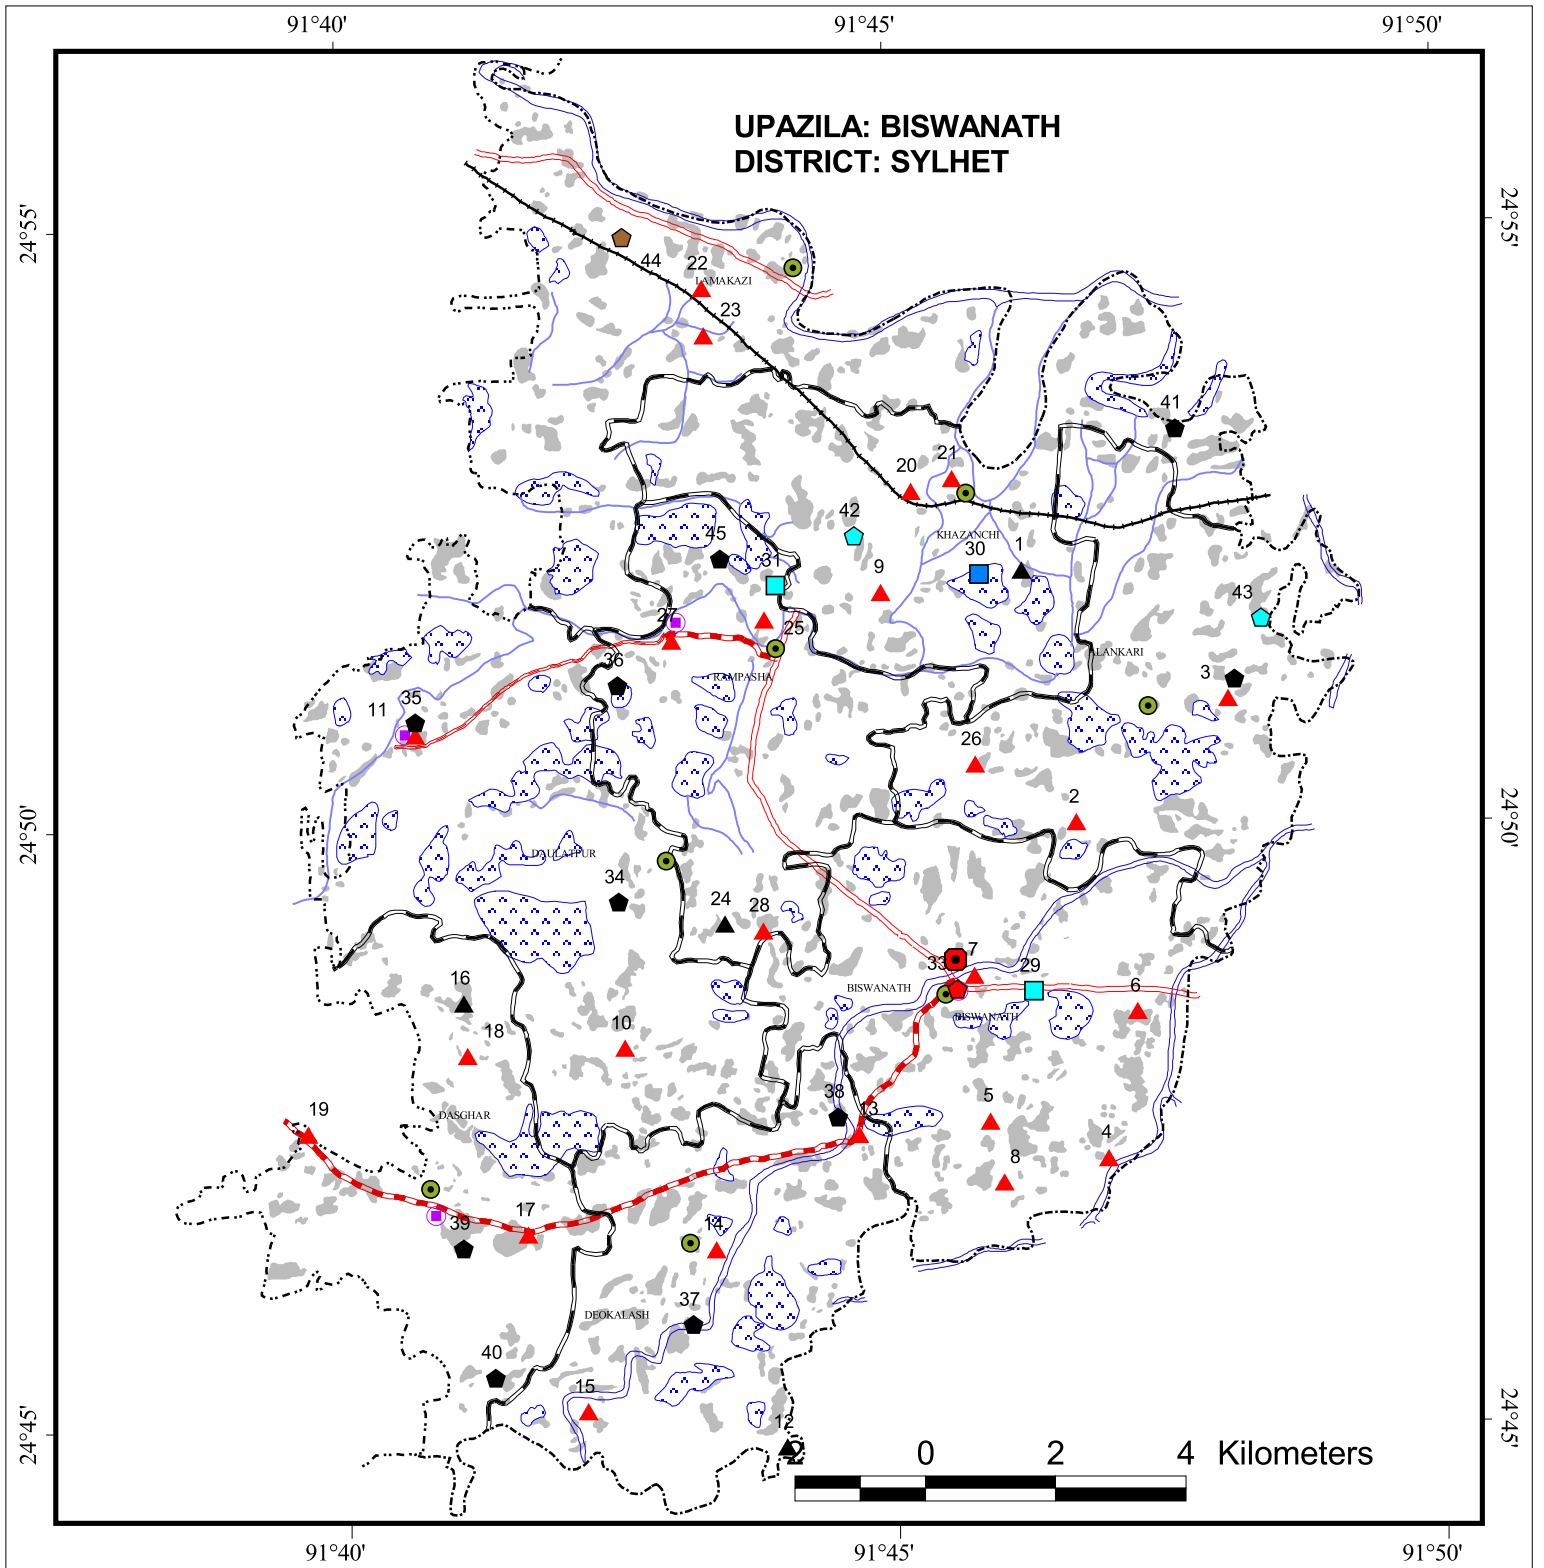 91°40' 91°45' 91°50'
UPAZILA: BISWANATH
DISTRICT: SYLHET
24°55' 24°55'
44 22
LAMAKAZI
23
41
21
20
42
45 KHAZANCHI
31 30 1
9
43
27
25
36 ALANKARI
RAMPASHA 3
35
11
26
2
24°50' 24°50'
DAULATPUR
34
24 28
7
33 29
16 BISWANATH 6
BISWANATH
18 10
38
19 DASGHAR 13 5
4
8
17
39 14
37
DEOKALASH
40
15
12
24°45' 24°45'
2 0 2 4 Kilometers
91°40' 91°45' 91°50'